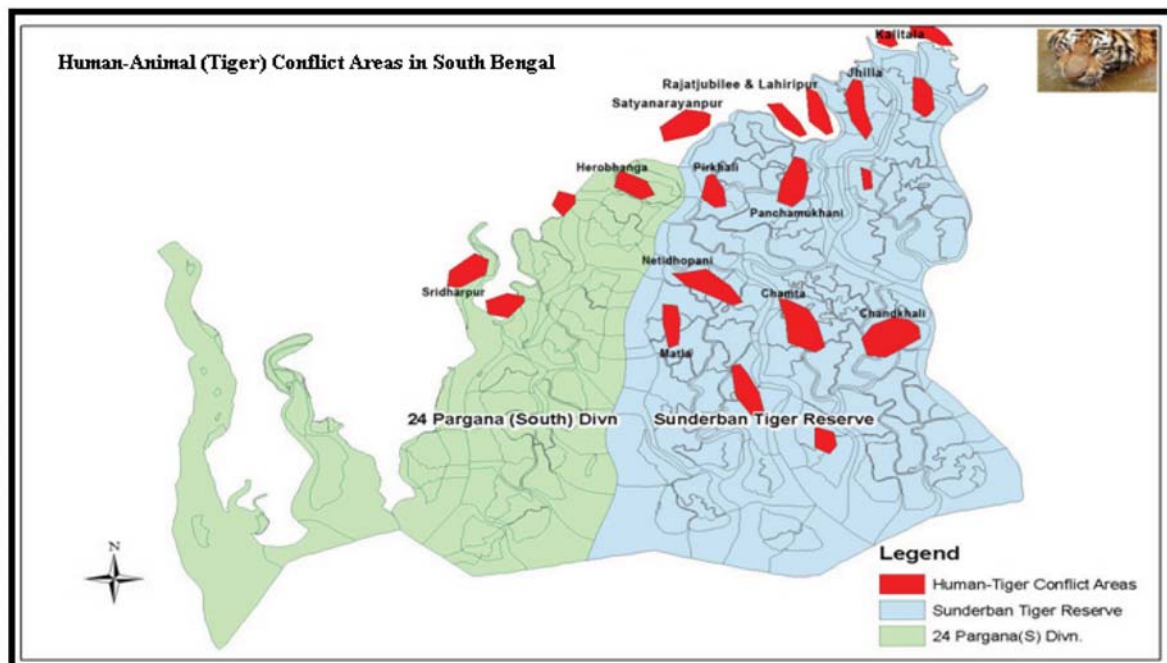 Human-Animal (Tiger) Conflict Areas in South Bengal
Kalitala
Jhilla
Rajatjubilee & Lahiripur
Satyanarayanpur
Herobhanga
Pirkhali
Panchamukhani
Netidhopani
Sridharpur
Chamta
Chandkhali
Matla
24 Pargana (South) Divn
Sunderban Tiger Reserve
N
Legend
Human-Tiger Conflict Areas
Sunderban Tiger Reserve
24 Pargana(S) Divn.